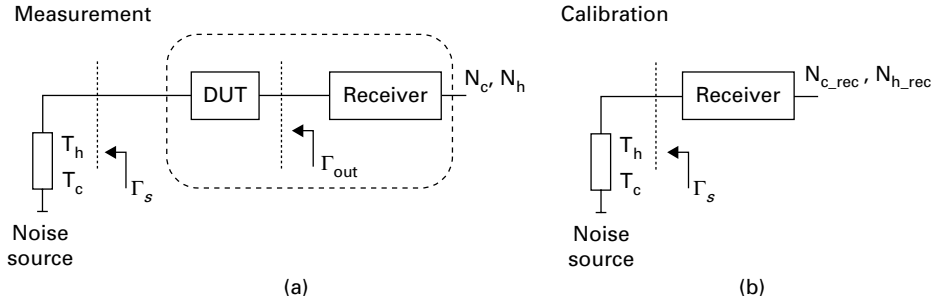 Measurement
DUT
Receiver
N_c, N_h
T_h
T_c
Γ_s
Γ_out
Noise
source
(a)
Calibration
Receiver
N_c_rec , N_h_rec
T_h
T_c
Γ_s
Noise
source
(b)